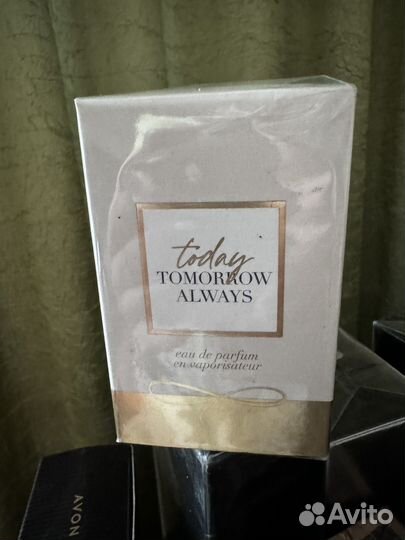 today
TOMORROW
ALWAYS
eau de parfum
en vaporisateur
AVON
Avito